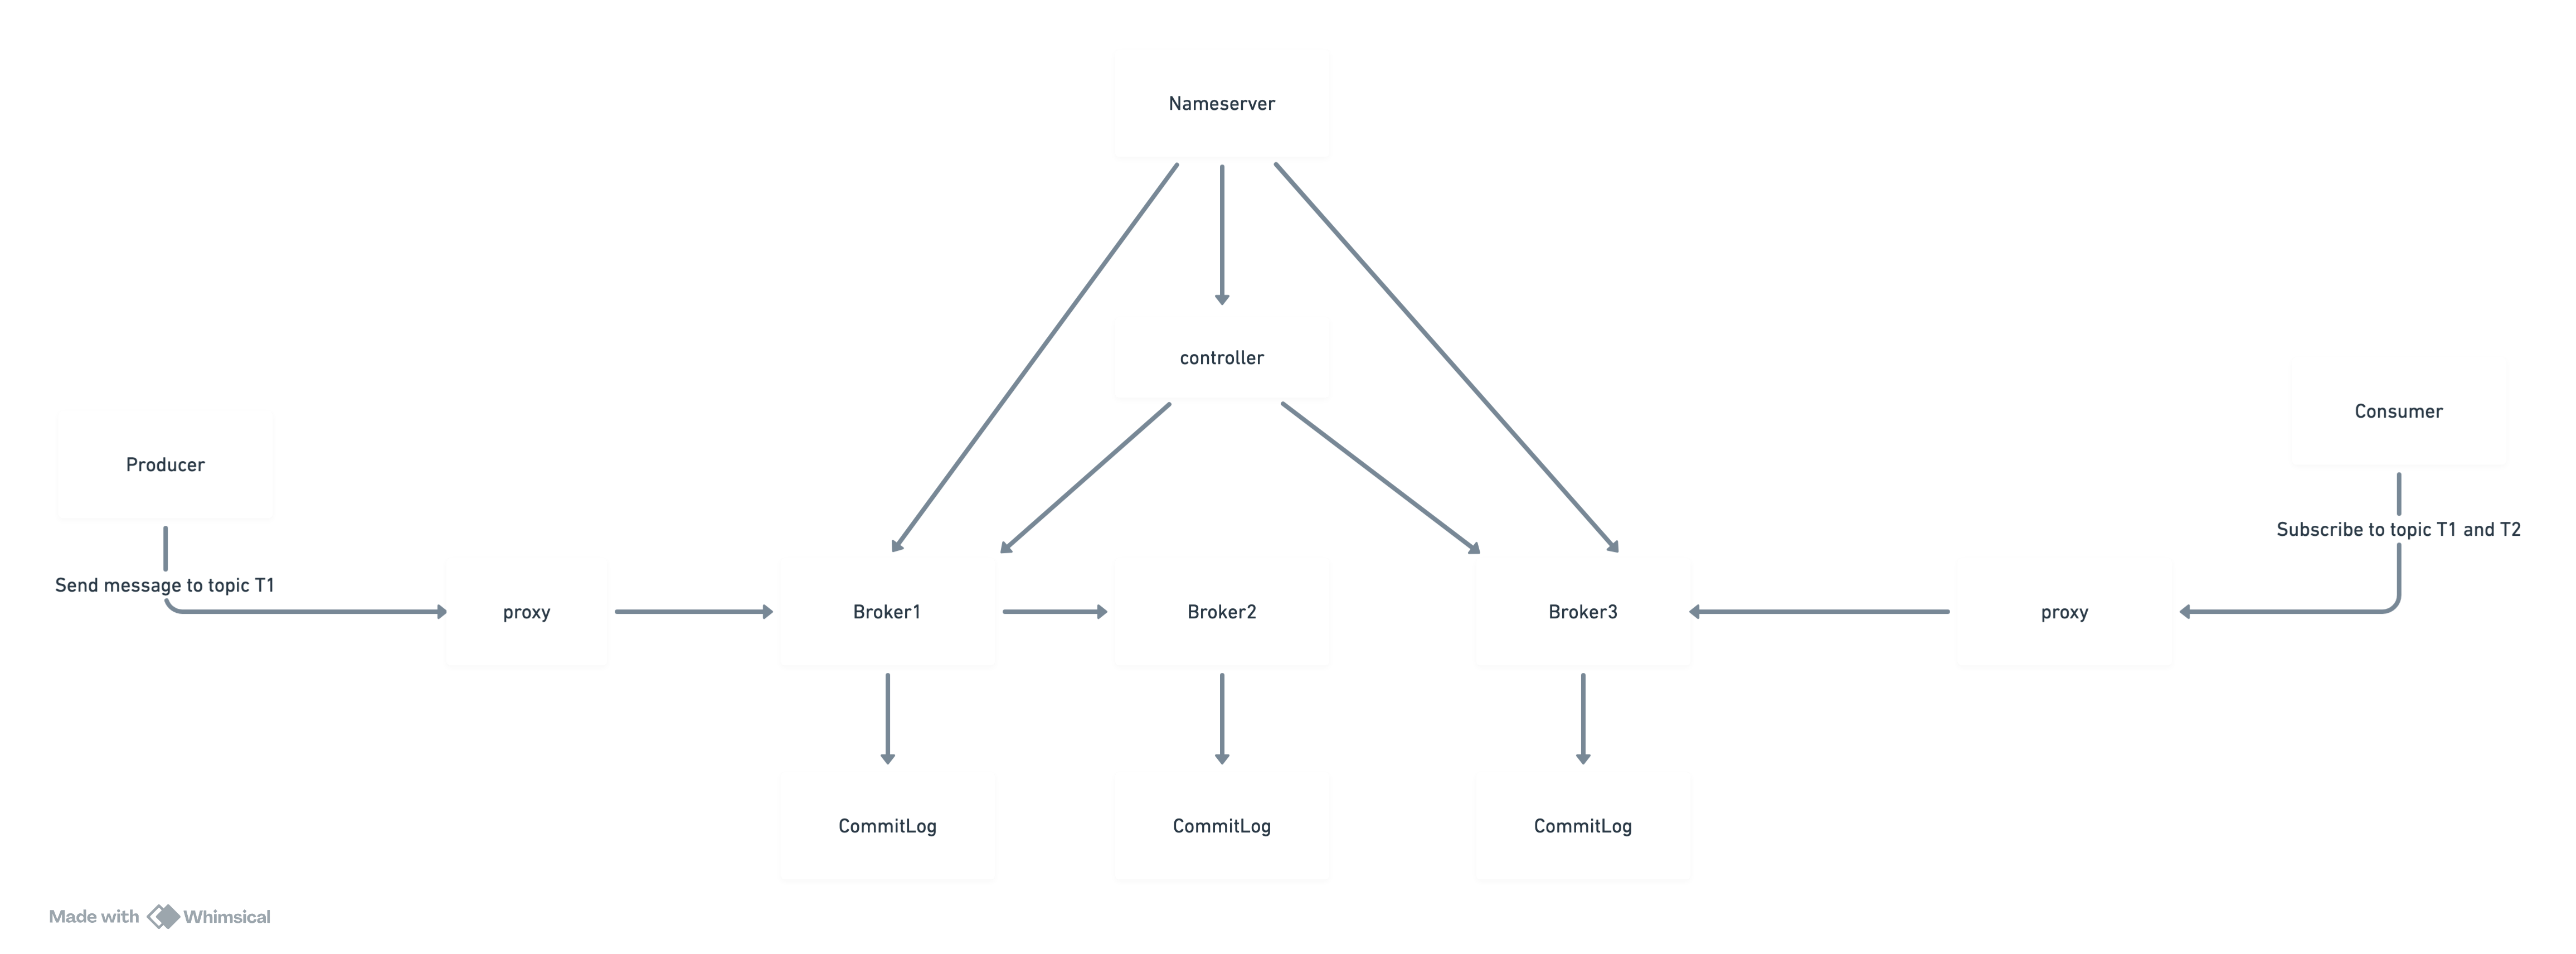 Nameserver
controller
Consumer
Producer
Subscribe to topic T1 and T2
Send message to topic T1
proxy
Broker1
Broker2
Broker3
proxy
CommitLog
CommitLog
CommitLog
Made with Whimsical